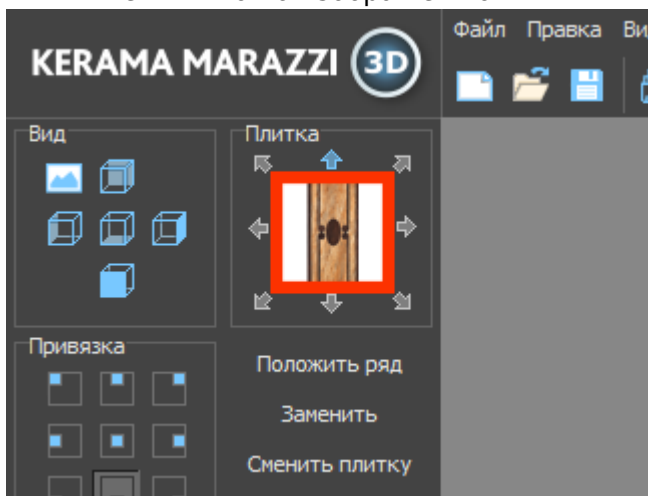 KERAMA MARAZZI 3D
Файл Правка
Вид
Плитка
Привязка
Положить ряд
Заменить
Сменить плитку